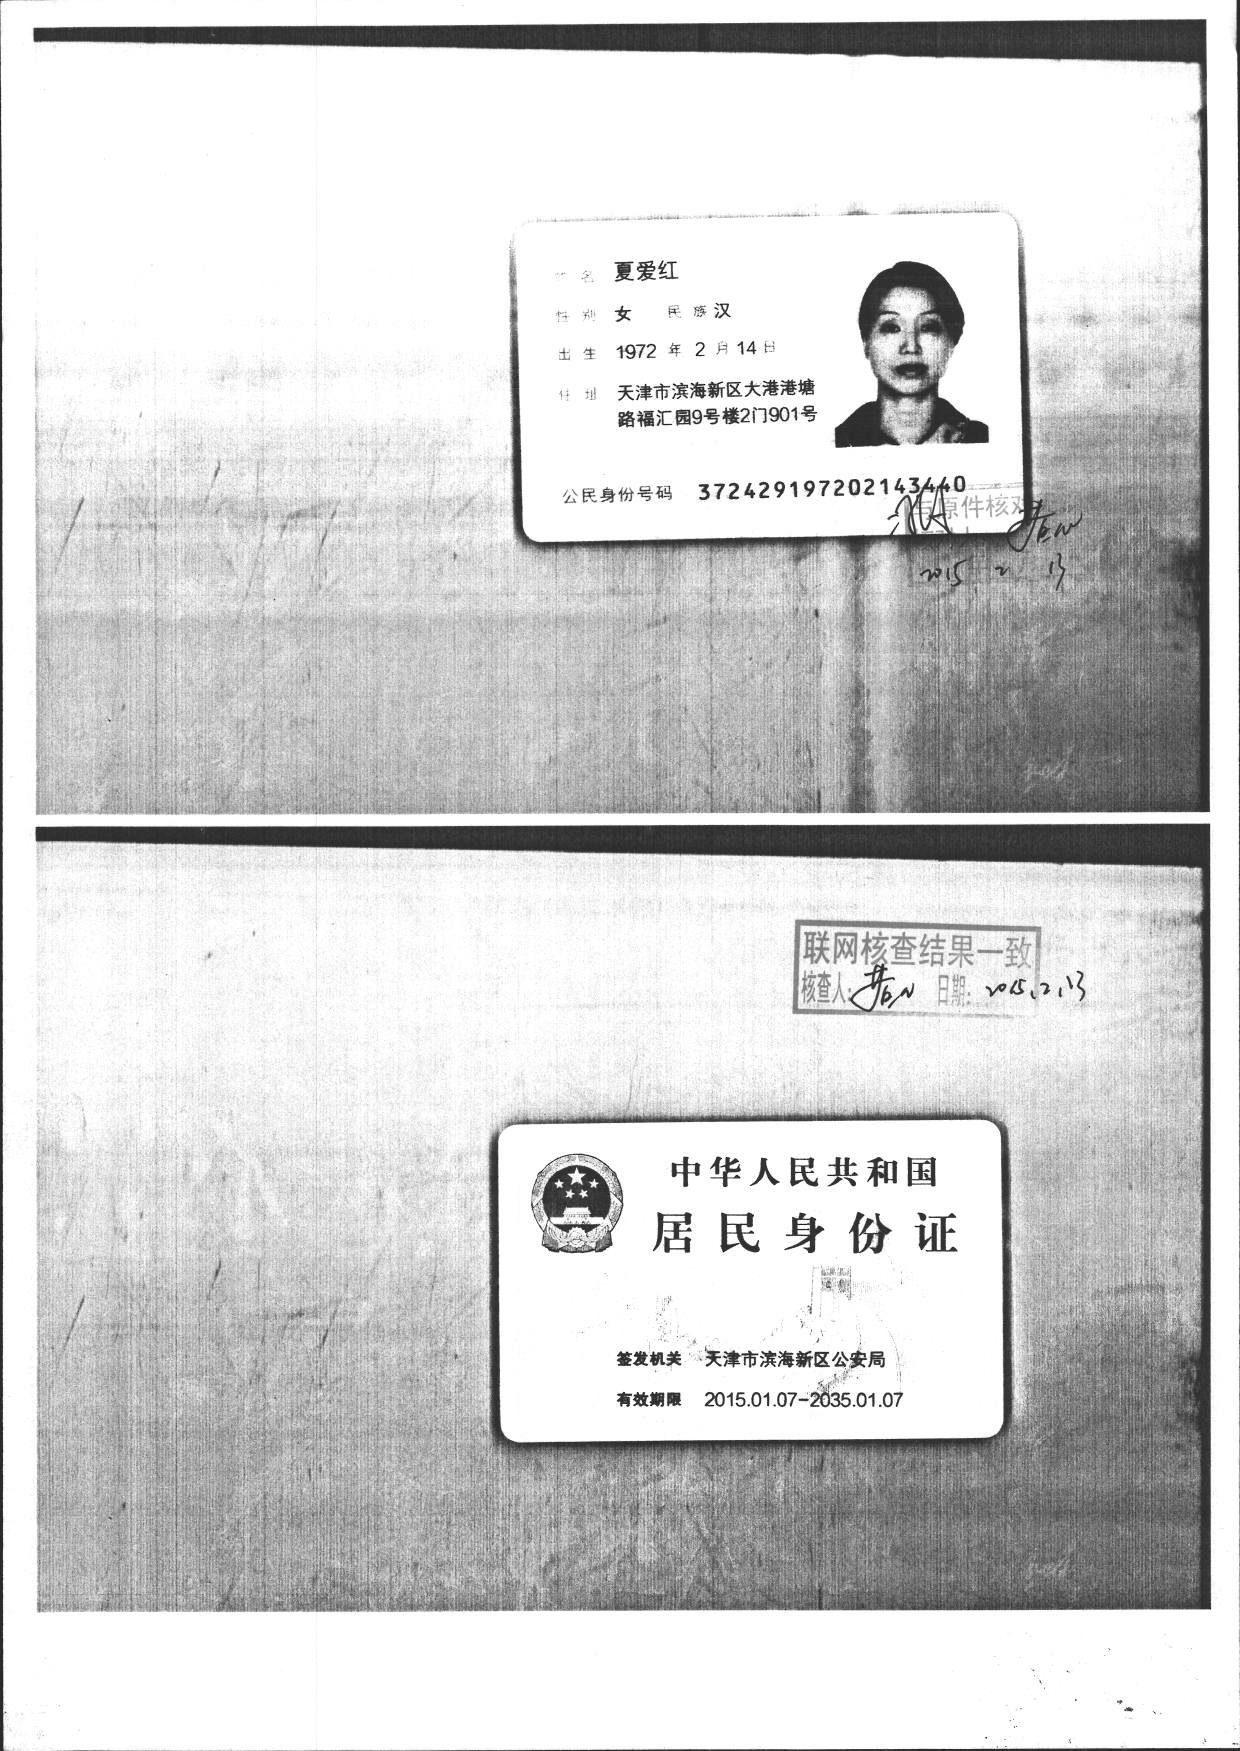 姓 名 夏爱红
性 别 女 民 族 汉
出 生 1972 年 2 月 14 日
住 址 天津市滨海新区大港港塘
路福汇园9号楼2门901号
公民身份号码 372429197202143440
与原件核对
2015 2 13
联网核查结果一致
核查人: 日期: 2015.2.13
中华人民共和国
居民身份证
签发机关 天津市滨海新区公安局
有效期限 2015.01.07-2035.01.07